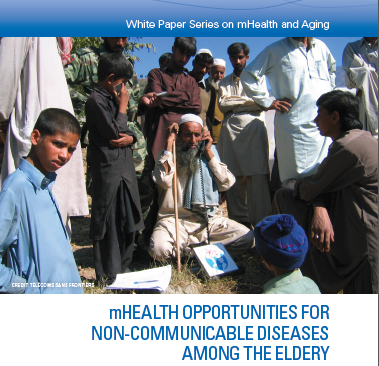 White Paper Series on mHealth and Aging
CREDIT TELECOMS SANS FRONTIERS
mHEALTH OPPORTUNITIES FOR
NON-COMMUNICABLE DISEASES
AMONG THE ELDERY